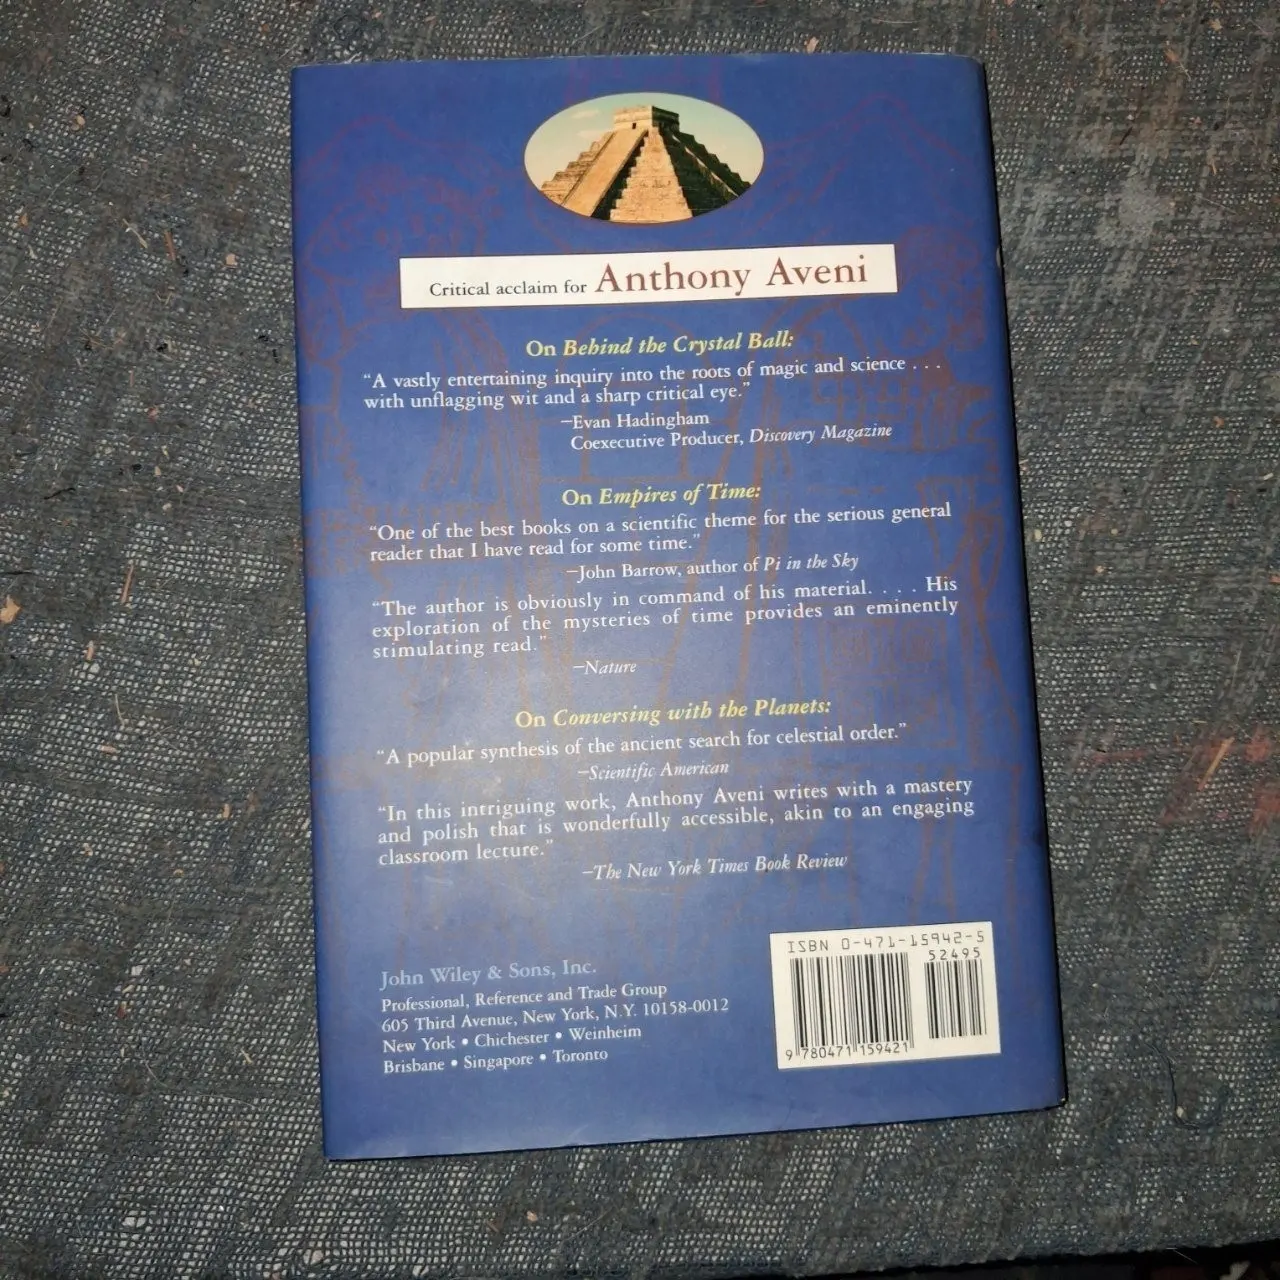 Critical acclaim for Anthony Aveni
On Behind the Crystal Ball:
“A vastly entertaining inquiry into the roots of magic and science . . .
with unflagging wit and a sharp critical eye.”
–Evan Hadingham
Coexecutive Producer, Discovery Magazine
On Empires of Time:
“One of the best books on a scientific theme for the serious general
reader that I have read for some time.”
–John Barrow, author of Pi in the Sky
“The author is obviously in command of his material. . . . His
exploration of the mysteries of time provides an eminently
stimulating read.”
–Nature
On Conversing with the Planets:
“A popular synthesis of the ancient search for celestial order.”
–Scientific American
“In this intriguing work, Anthony Aveni writes with a mastery
and polish that is wonderfully accessible, akin to an engaging
classroom lecture.”
–The New York Times Book Review
John Wiley & Sons, Inc.
Professional, Reference and Trade Group
605 Third Avenue, New York, N.Y. 10158-0012
New York • Chichester • Weinheim
Brisbane • Singapore • Toronto
ISBN 0-471-15942-5
52495
9 780471 159421